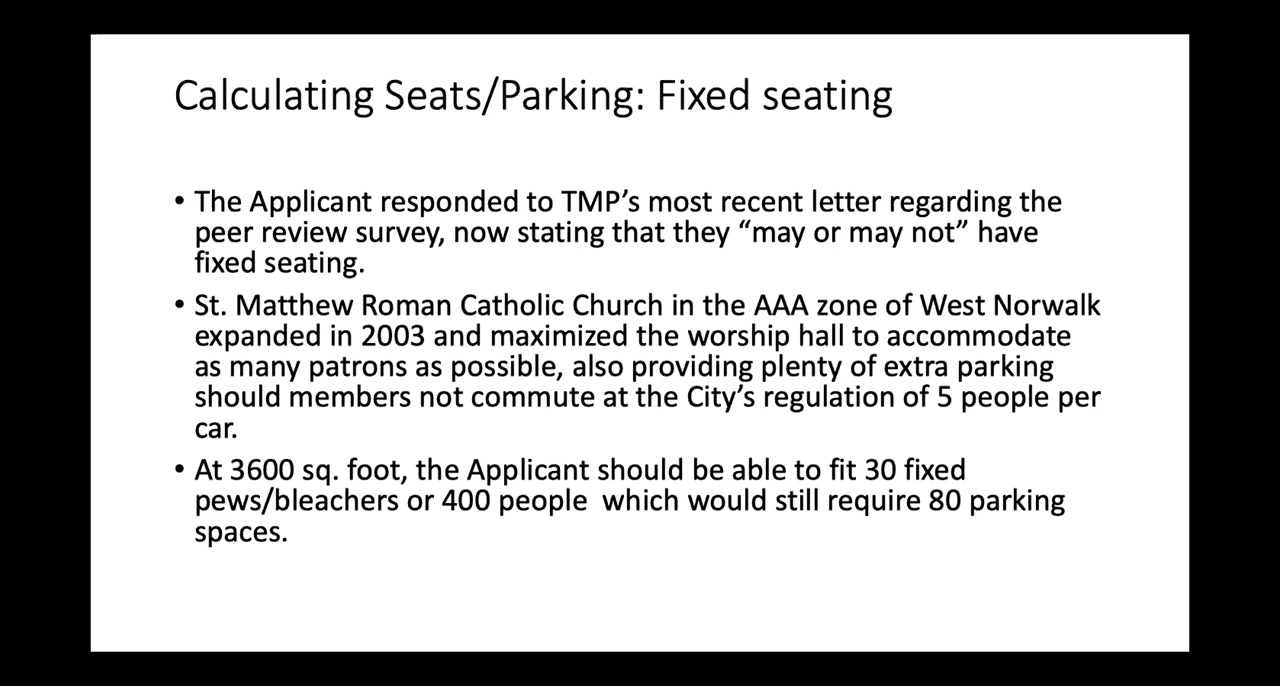 Calculating Seats/Parking: Fixed seating
• The Applicant responded to TMP’s most recent letter regarding the
peer review survey, now stating that they “may or may not” have
fixed seating.
• St. Matthew Roman Catholic Church in the AAA zone of West Norwalk
expanded in 2003 and maximized the worship hall to accommodate
as many patrons as possible, also providing plenty of extra parking
should members not commute at the City’s regulation of 5 people per
car.
• At 3600 sq. foot, the Applicant should be able to fit 30 fixed
pews/bleachers or 400 people  which would still require 80 parking
spaces.